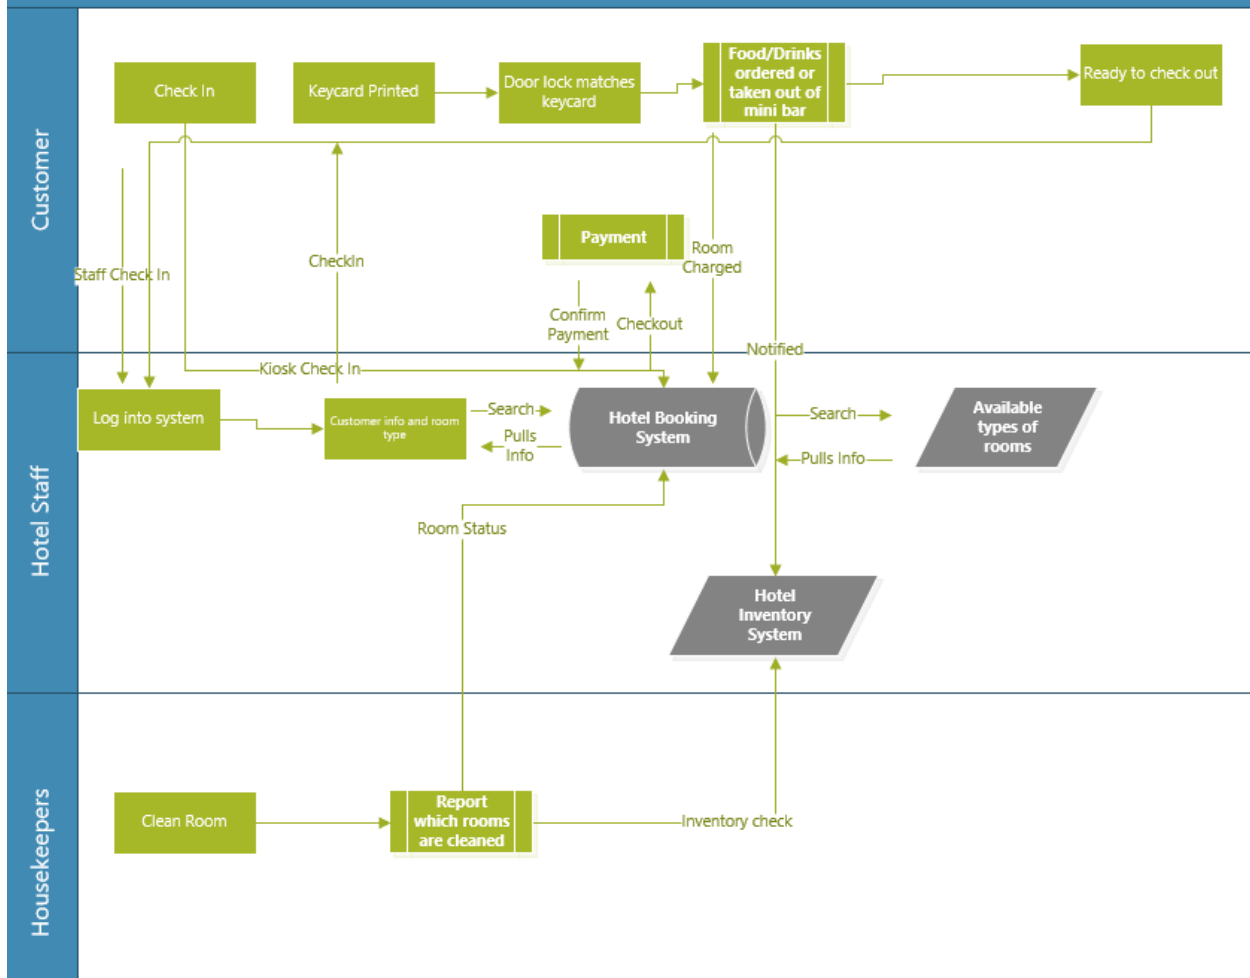 Customer
Check In
Keycard Printed
Door lock matches
keycard
Food/Drinks
ordered or
taken out of
mini bar
Ready to check out
Staff Check In
CheckIn
Payment
Room
Charged
Confirm
Payment
Checkout
Notified
Kiosk Check In
Hotel Staff
Log into system
Customer info and room
type
Search
Pulls
Info
Hotel Booking
System
Search
Pulls Info
Available
types of
rooms
Room Status
Hotel
Inventory
System
Housekeepers
Clean Room
Report
which rooms
are cleaned
Inventory check